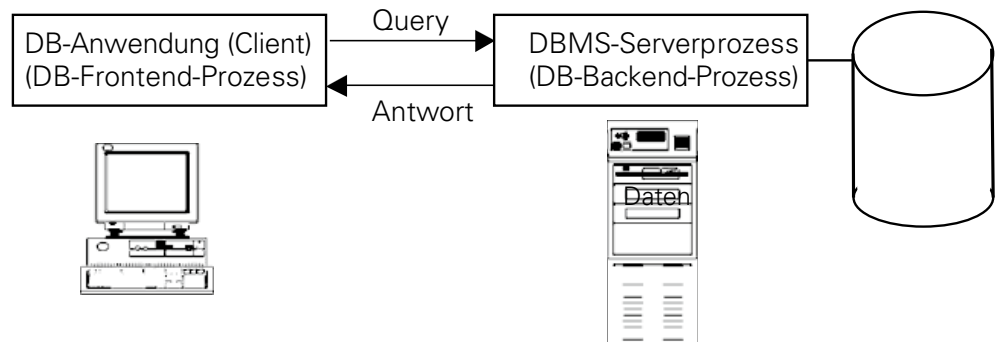 Query
DB-Anwendung (Client)
(DB-Frontend-Prozess)
DBMS-Serverprozess
(DB-Backend-Prozess)
Antwort
Daten